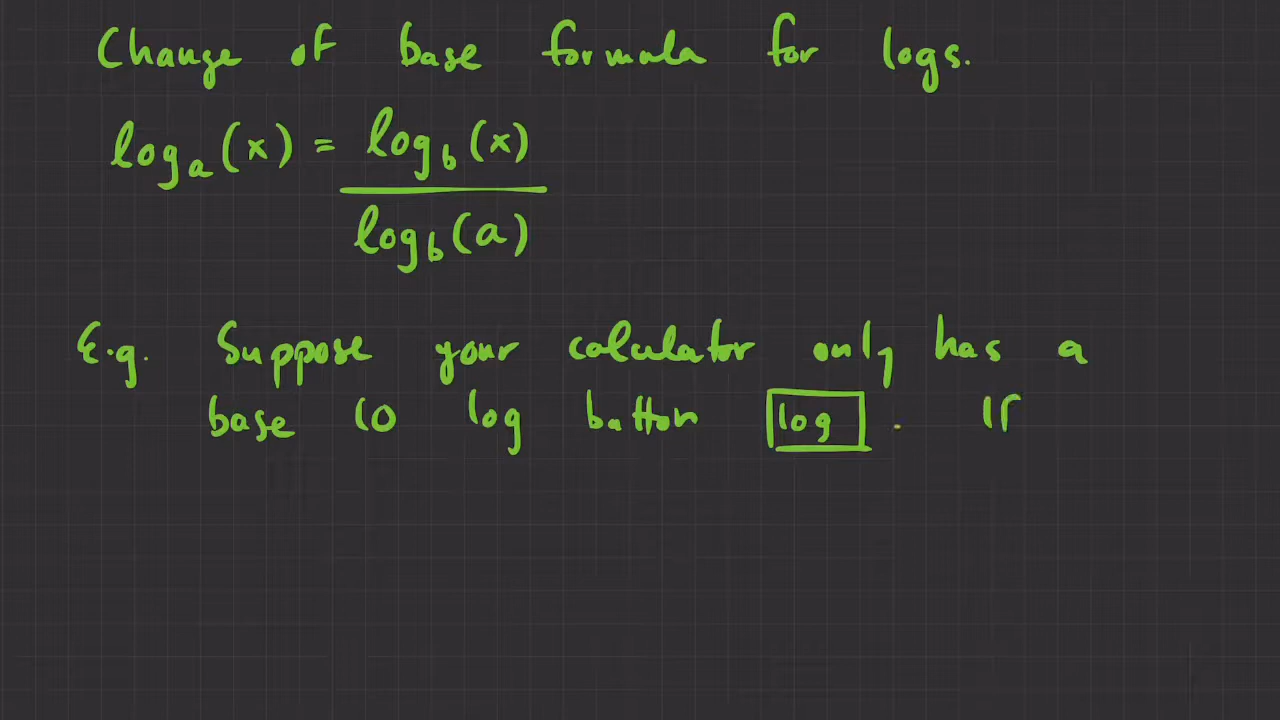 Change of base formula for logs.
logₐ(x) = log_b(x) / log_b(a)
E.g. Suppose your calculator only has a
base 10 log button log . If